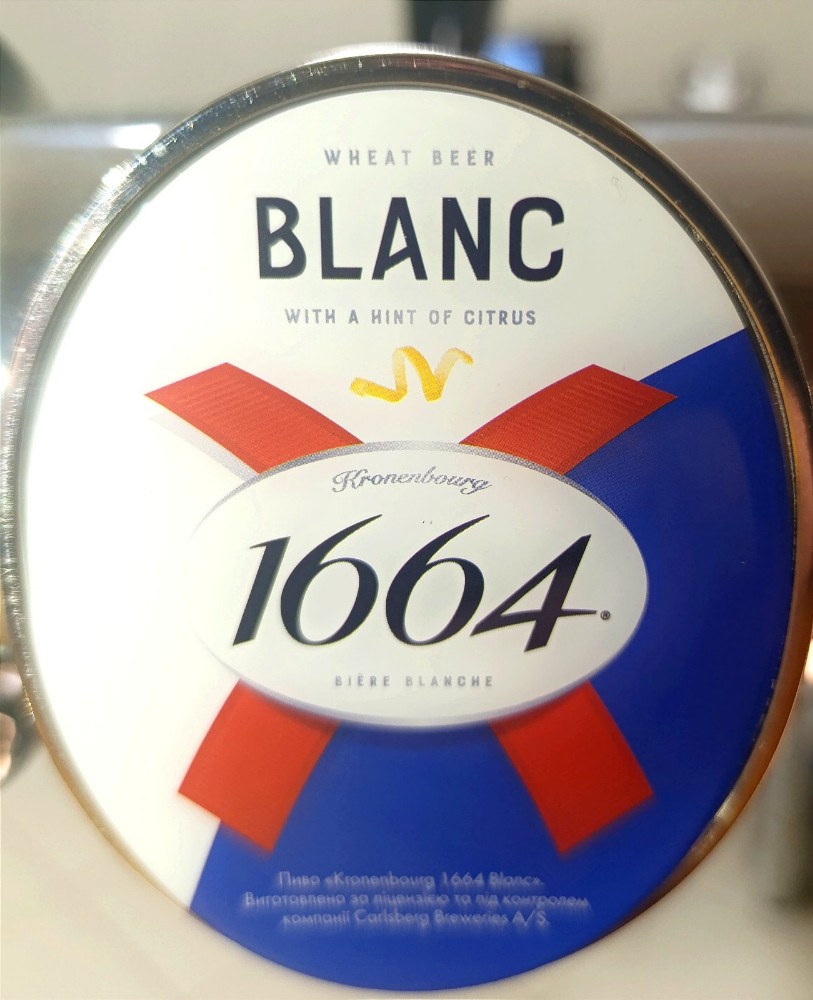 WHEAT BEER
BLANC
WITH A HINT OF CITRUS
Kronenbourg
1664®
BIÈRE BLANCHE
Пиво «Kronenbourg 1664 Blanc».
Виготовлено за ліцензією та під контролем
компанії Carlsberg Breweries A/S.